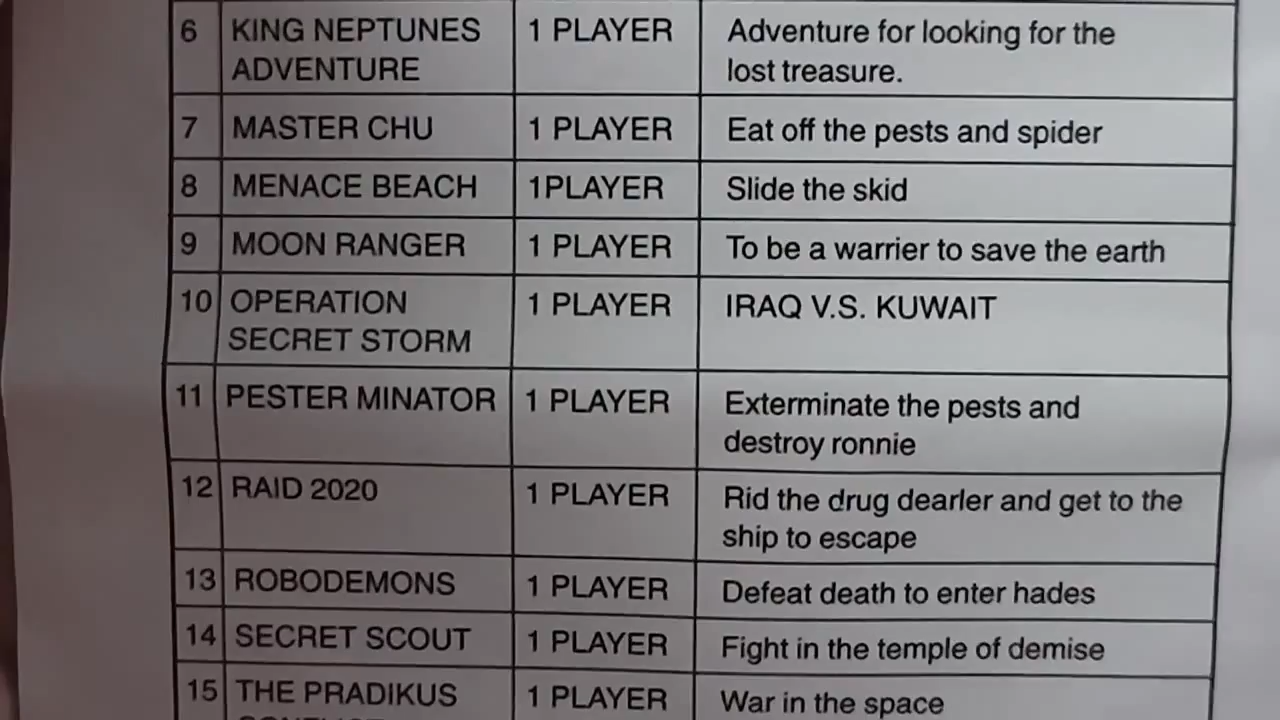 6 KING NEPTUNES 1 PLAYER Adventure for looking for the
ADVENTURE lost treasure.
7 MASTER CHU 1 PLAYER Eat off the pests and spider
8 MENACE BEACH 1PLAYER Slide the skid
9 MOON RANGER 1 PLAYER To be a warrier to save the earth
10 OPERATION 1 PLAYER IRAQ V.S. KUWAIT
SECRET STORM
11 PESTER MINATOR 1 PLAYER Exterminate the pests and
destroy ronnie
12 RAID 2020 1 PLAYER Rid the drug dearler and get to the
ship to escape
13 ROBODEMONS 1 PLAYER Defeat death to enter hades
14 SECRET SCOUT 1 PLAYER Fight in the temple of demise
15 THE PRADIKUS 1 PLAYER War in the space